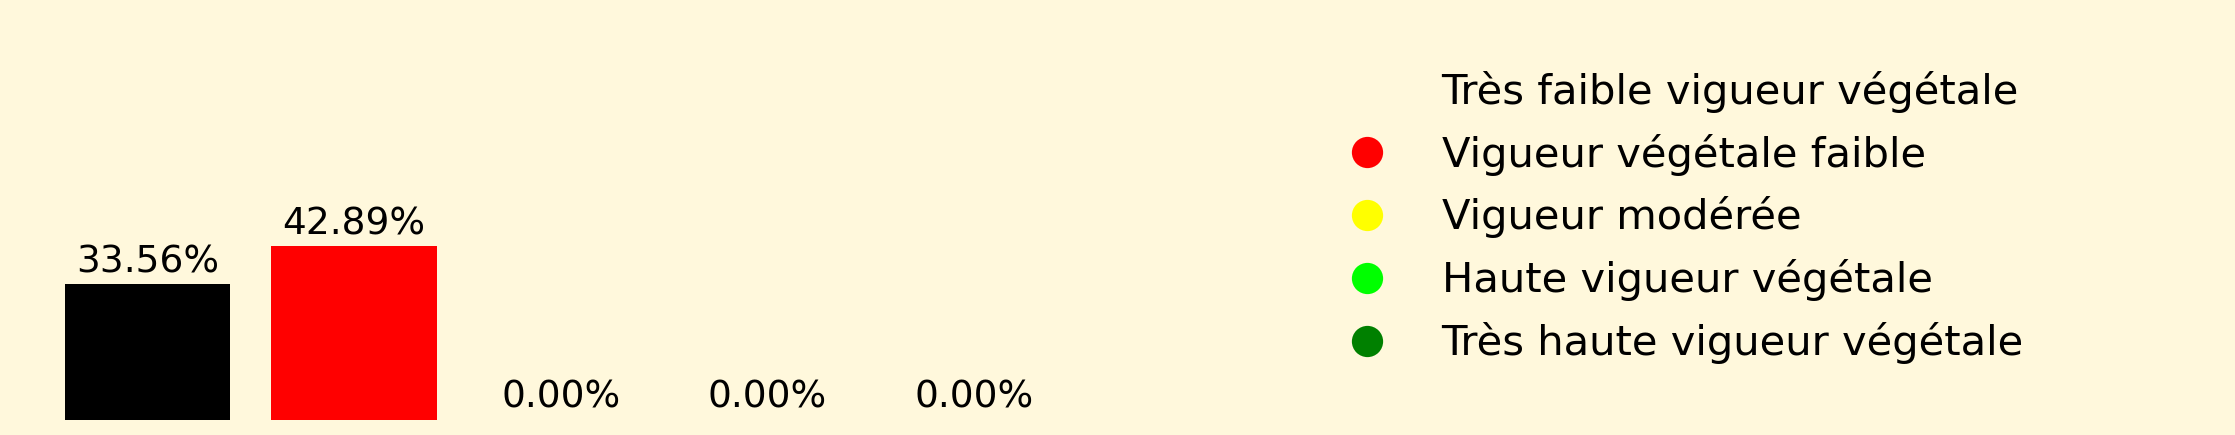 33.56%
42.89%
0.00%
0.00%
0.00%
Très faible vigueur végétale
Vigueur végétale faible
Vigueur modérée
Haute vigueur végétale
Très haute vigueur végétale